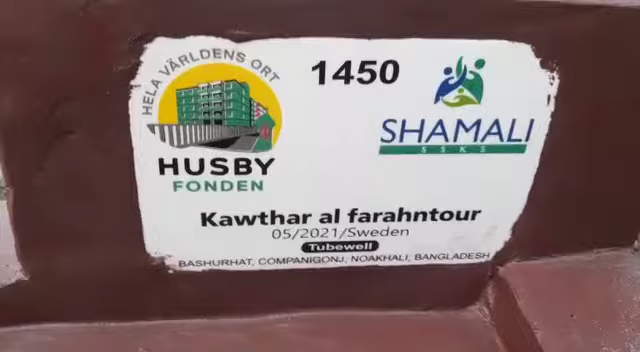 HELA VÄRLDENS ORT
1450
HUSBY
FONDEN
SHAMALI
SSKS
Kawthar al farahntour
05/2021/Sweden
Tubewell
BASHURHAT, COMPANIGONJ, NOAKHALI, BANGLADESH